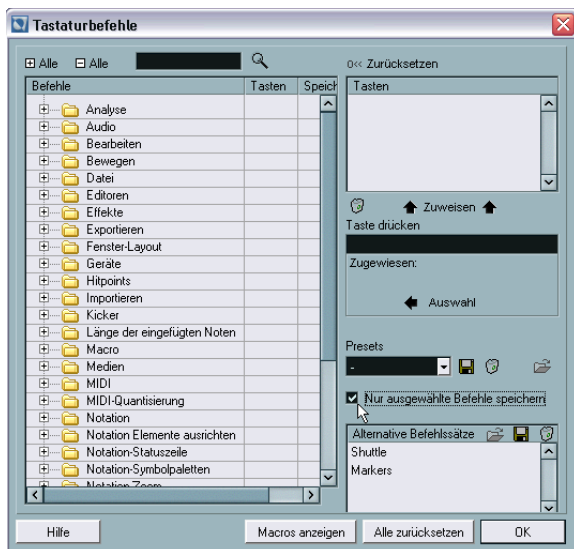 Tastaturbefehle
Alle Alle
0<< Zurücksetzen
Befehle Tasten Speich
Analyse
Audio
Bearbeiten
Bewegen
Datei
Editoren
Effekte
Exportieren
Fenster-Layout
Geräte
Hitpoints
Importieren
Kicker
Länge der eingefügten Noten
Macro
Medien
MIDI
MIDI-Quantisierung
Notation
Notation Elemente ausrichten
Notation-Statuszeile
Notation-Symbolpaletten
Notation Zoom
Tasten
Zuweisen
Taste drücken
Zugewiesen:
Auswahl
Presets
-
Nur ausgewählte Befehle speichern
Alternative Befehlssätze
Shuttle
Markers
Hilfe
Macros anzeigen
Alle zurücksetzen
OK